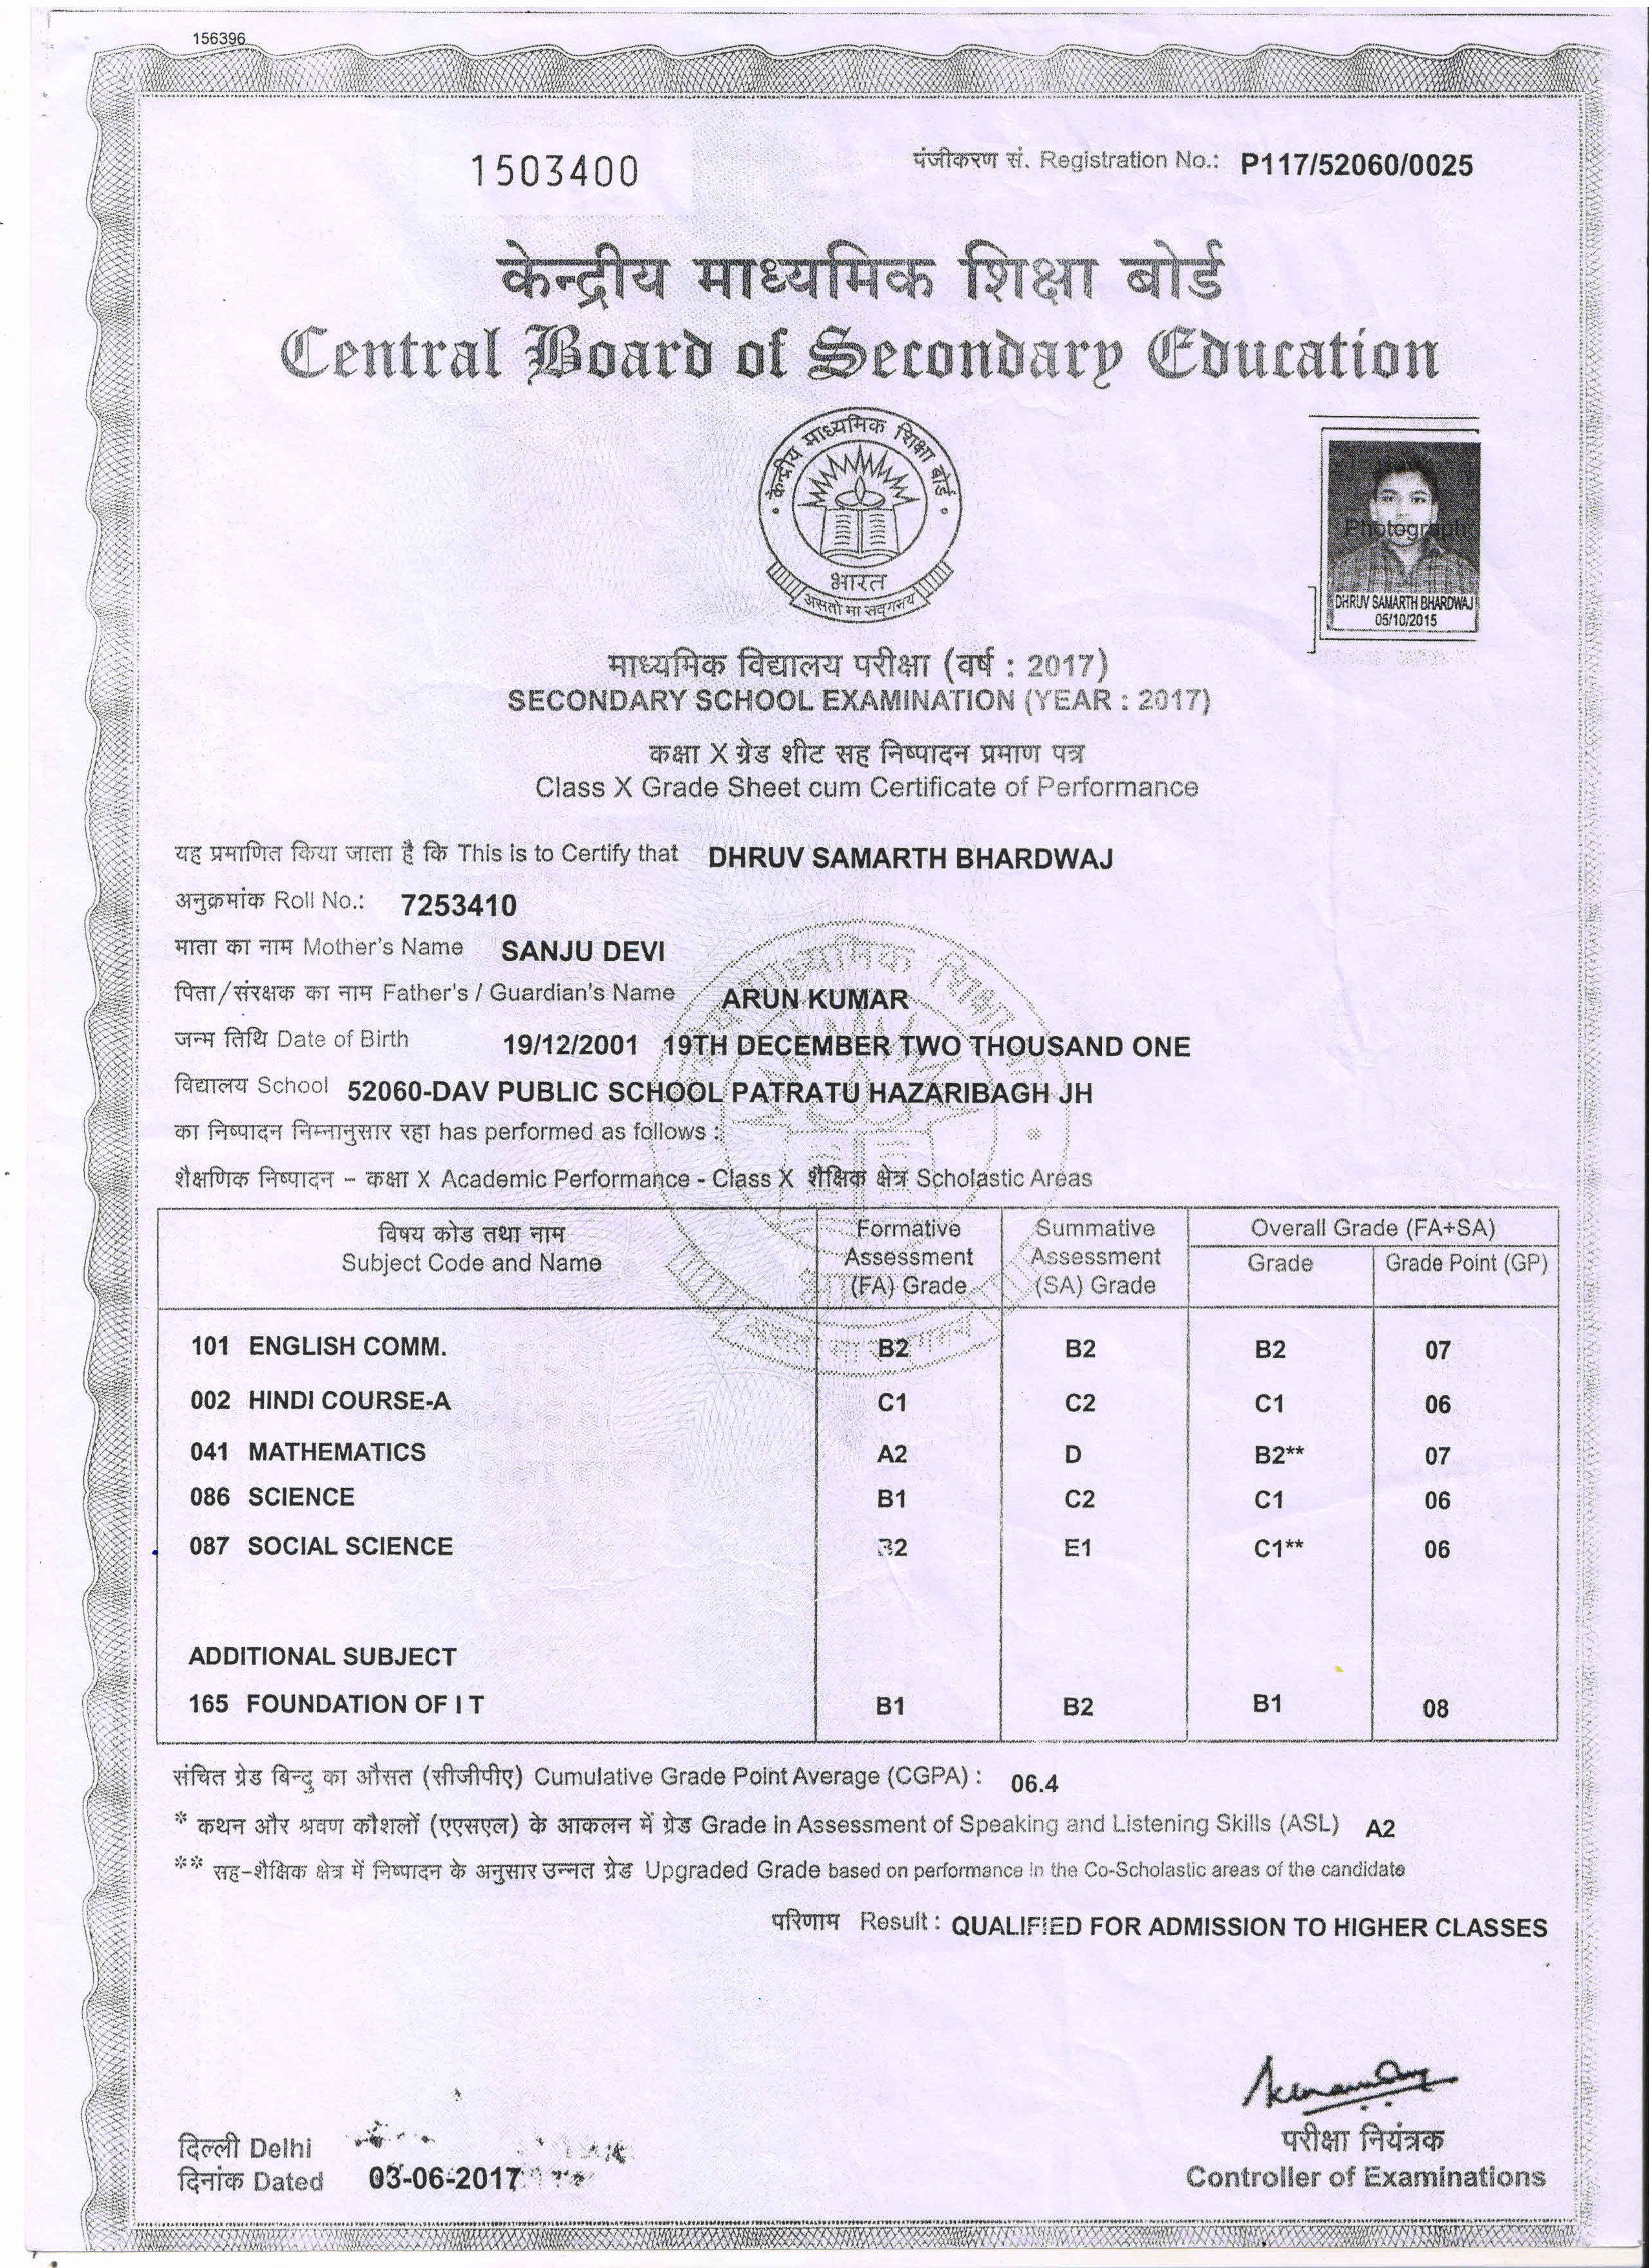 156396
1503400
पंजीकरण सं. Registration No.: P117/52060/0025
केन्द्रीय माध्यमिक शिक्षा बोर्ड
Central Board of Secondary Education
केन्द्रीय माध्यमिक शिक्षा बोर्ड
भारत
असतो मा सद्गमय
Photograph
DHRUV SAMARTH BHARDWAJ
05/10/2015
माध्यमिक विद्यालय परीक्षा (वर्ष : 2017)
SECONDARY SCHOOL EXAMINATION (YEAR : 2017)
कक्षा X ग्रेड शीट सह निष्पादन प्रमाण पत्र
Class X Grade Sheet cum Certificate of Performance
यह प्रमाणित किया जाता है कि This is to Certify that DHRUV SAMARTH BHARDWAJ
अनुक्रमांक Roll No.: 7253410
माता का नाम Mother's Name SANJU DEVI
पिता/संरक्षक का नाम Father's / Guardian's Name ARUN KUMAR
जन्म तिथि Date of Birth 19/12/2001 19TH DECEMBER TWO THOUSAND ONE
विद्यालय School 52060-DAV PUBLIC SCHOOL PATRATU HAZARIBAGH JH
का निष्पादन निम्नानुसार रहा has performed as follows :
शैक्षणिक निष्पादन – कक्षा X Academic Performance - Class X शैक्षिक क्षेत्र Scholastic Areas
विषय कोड तथा नाम Formative Summative Overall Grade (FA+SA)
Subject Code and Name Assessment Assessment Grade Grade Point (GP)
(FA) Grade (SA) Grade
101 ENGLISH COMM. B2 B2 B2 07
002 HINDI COURSE-A C1 C2 C1 06
041 MATHEMATICS A2 D B2** 07
086 SCIENCE B1 C2 C1 06
087 SOCIAL SCIENCE B2 E1 C1** 06
ADDITIONAL SUBJECT
165 FOUNDATION OF I T B1 B2 B1 08
संचित ग्रेड बिन्दु का औसत (सीजीपीए) Cumulative Grade Point Average (CGPA) : 06.4
* कथन और श्रवण कौशलों (एएसएल) के आकलन में ग्रेड Grade in Assessment of Speaking and Listening Skills (ASL) A2
** सह-शैक्षिक क्षेत्र में निष्पादन के अनुसार उन्नत ग्रेड Upgraded Grade based on performance in the Co-Scholastic areas of the candidate
परिणाम Result : QUALIFIED FOR ADMISSION TO HIGHER CLASSES
परीक्षा नियंत्रक
दिल्ली Delhi
दिनांक Dated 03-06-2017
Controller of Examinations